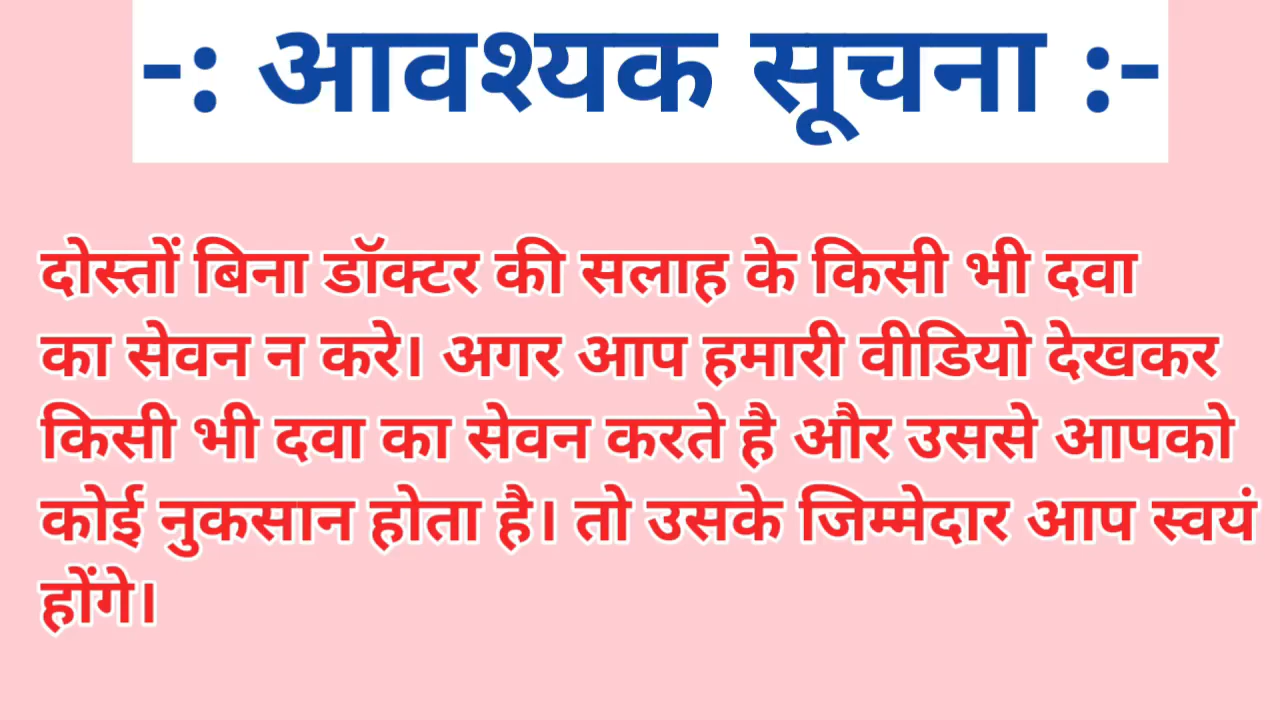 -: आवश्यक सूचना :-
दोस्तों बिना डॉक्टर की सलाह के किसी भी दवा
का सेवन न करे। अगर आप हमारी वीडियो देखकर
किसी भी दवा का सेवन करते है और उससे आपको
कोई नुकसान होता है। तो उसके जिम्मेदार आप स्वयं
होंगे।